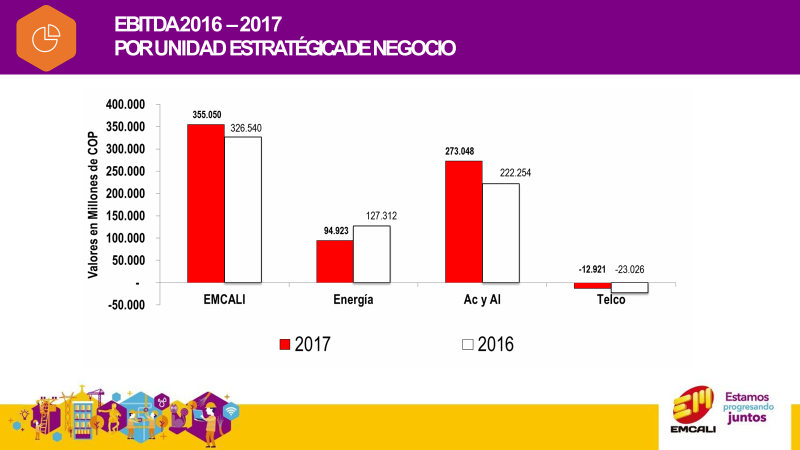 EBITDA 2016 – 2017
POR UNIDAD ESTRATÉGICA DE NEGOCIO
Valores en Millones de COP
400.000
350.000
300.000
250.000
200.000
150.000
100.000
50.000
-
-50.000
355.050
326.540
94.923
127.312
273.048
222.254
-12.921
-23.026
EMCALI
Energía
Ac y Al
Telco
2017
2016
EM
EMCALI
Estamos
progresando
juntos